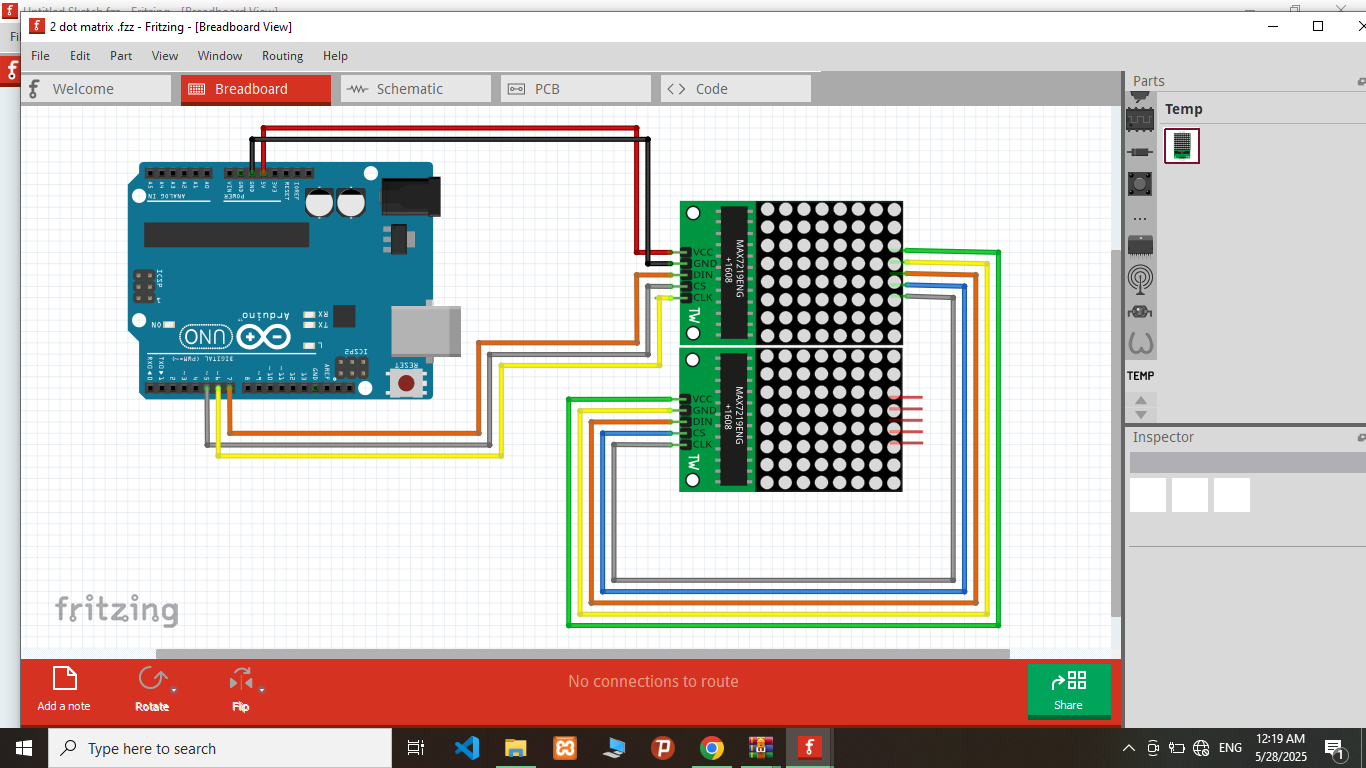 Untitled Sketch.fzz - Fritzing - [Breadboard View]
2 dot matrix .fzz - Fritzing - [Breadboard View]
File Edit Part View Window Routing Help
Welcome Breadboard Schematic PCB Code
Parts
Temp
A5 A4 A3 A2 A1 A0 VIN GND GND 5V 3V3 RESET IOREF
ANALOG IN POWER
ICSP
1
ON
UNO
Arduino
RX
TX
L
DIGITAL (PWM=~)
ICSP2
RESET
RX0 TX0 1 2 ~3 4 ~5 ~6 7 8 ~9 ~10 ~11 12 13 GND AREF
VCC
GND
DIN
CS
CLK
MAX7219ENG
+1608
TW
VCC
GND
DIN
CS
CLK
MAX7219ENG
+1608
TW
TEMP
Inspector
fritzing
Add a note
Rotate
Flip
No connections to route
Share
Type here to search
ENG
12:19 AM
5/28/2025
1